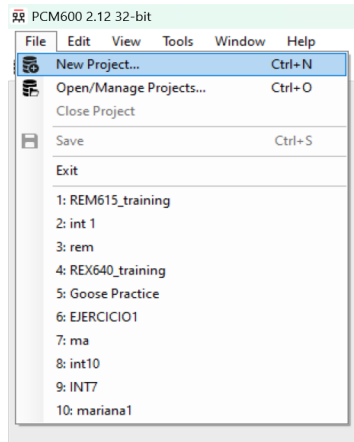 PCM600 2.12 32-bit
File Edit View Tools Window Help
New Project... Ctrl+N
Open/Manage Projects... Ctrl+O
Close Project
Save Ctrl+S
Exit
1: REM615_training
2: int 1
3: rem
4: REX640_training
5: Goose Practice
6: EJERCICIO1
7: ma
8: int10
9: INT7
10: mariana1